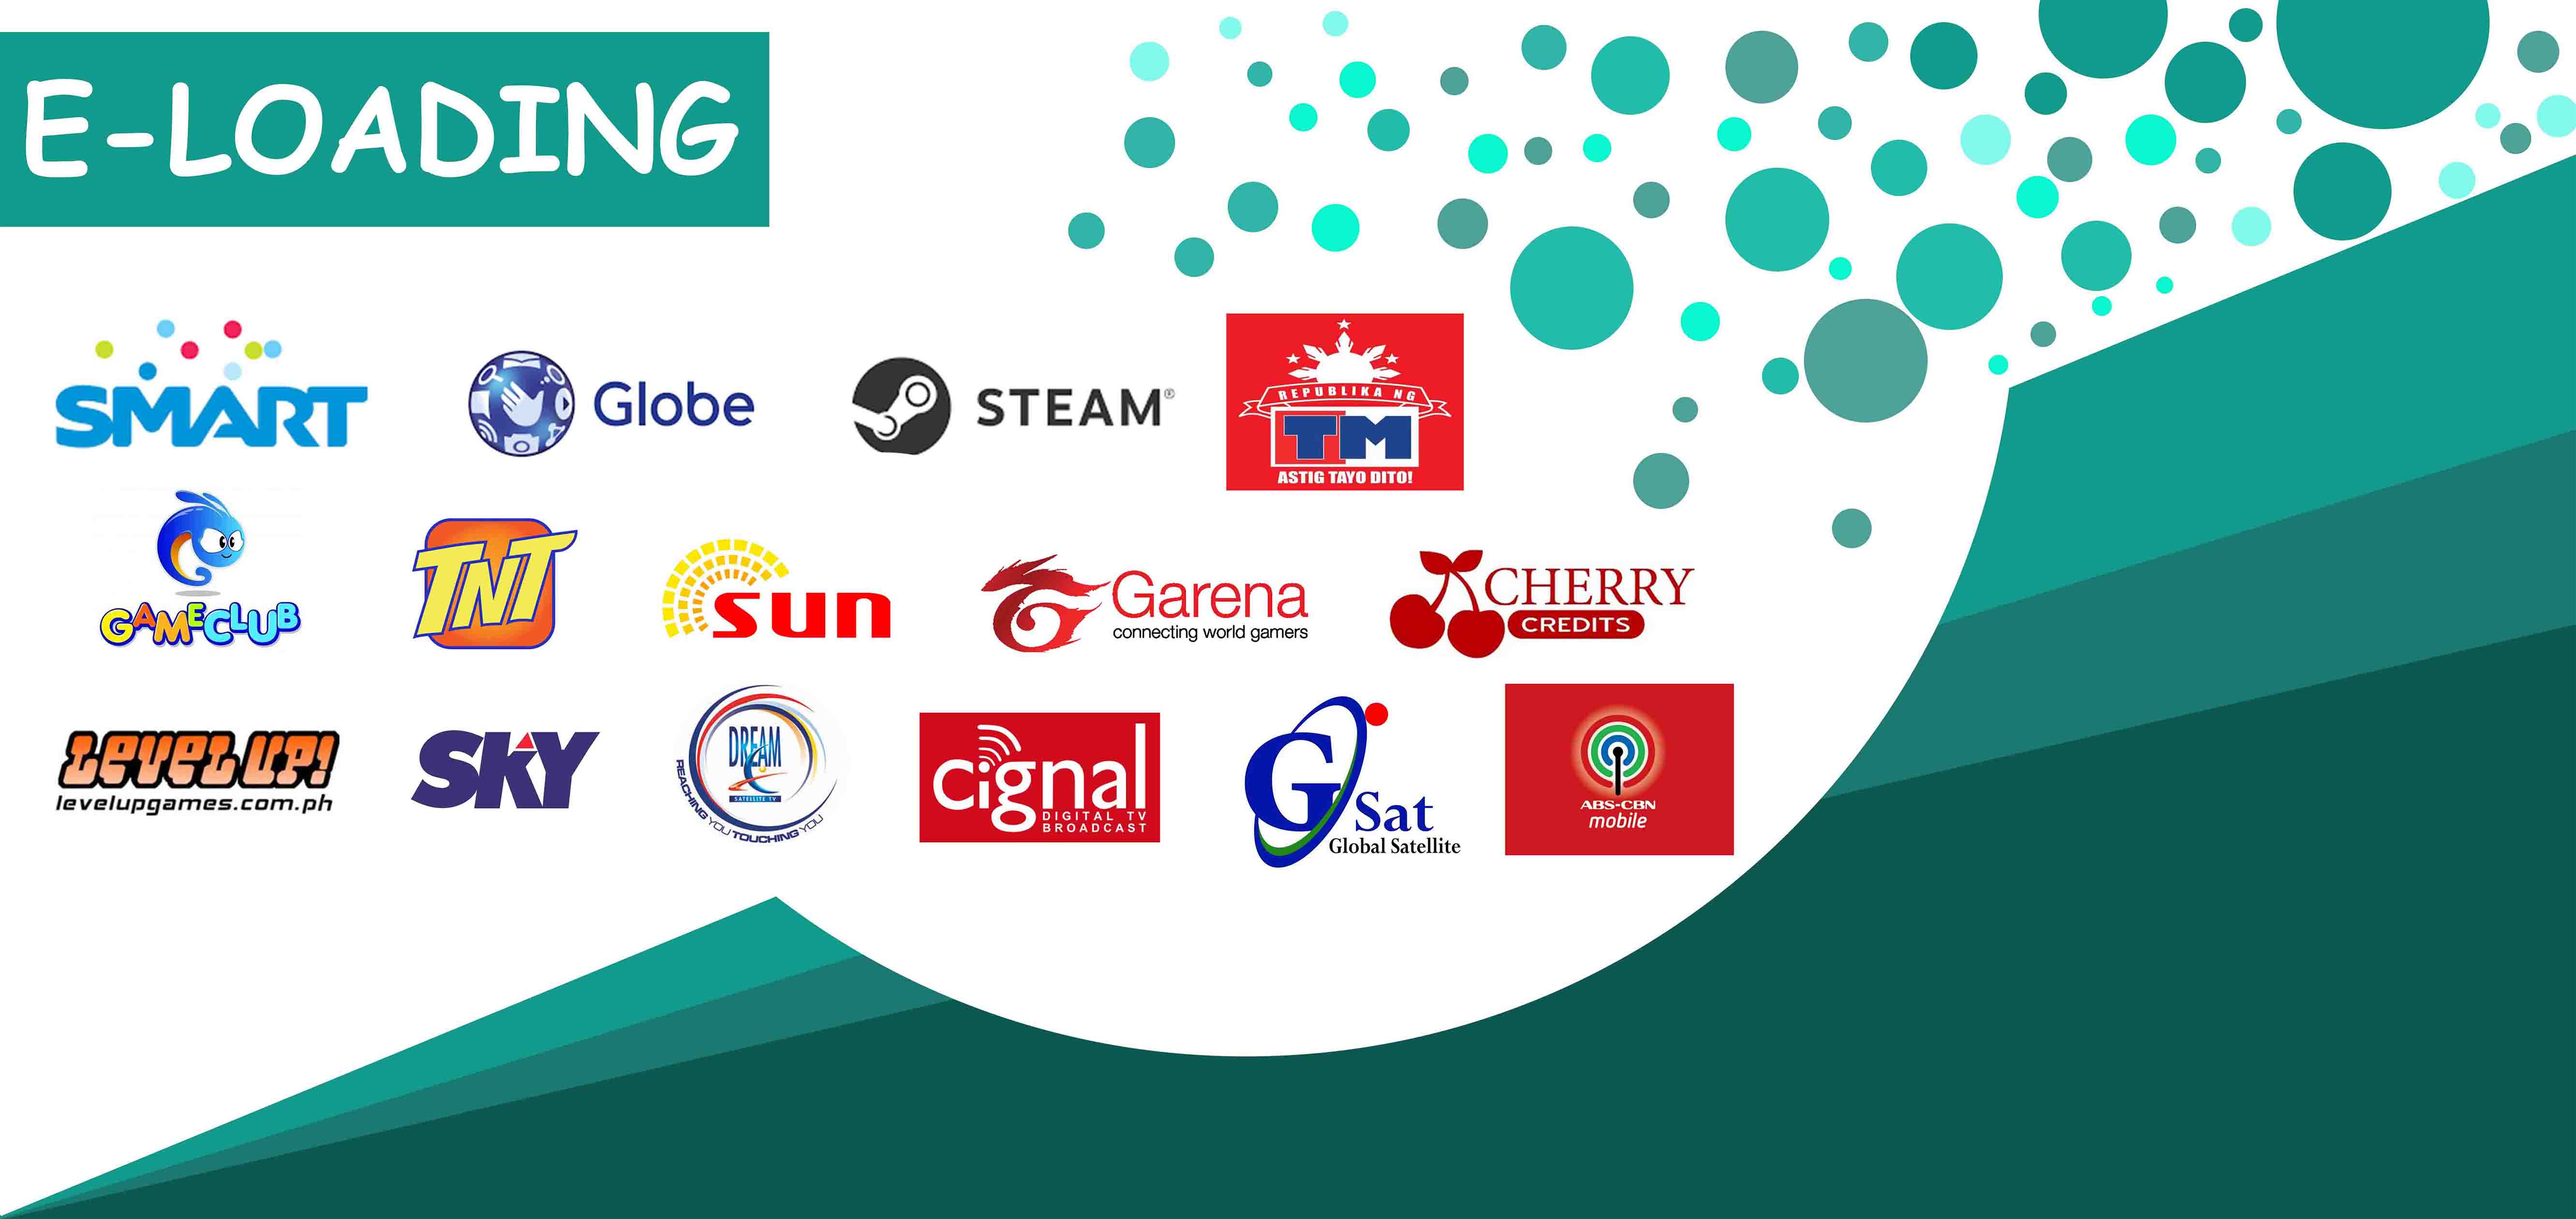 E-LOADING
SMART
Globe
STEAM®
REPUBLIKA NG
TM
ASTIG TAYO DITO!
GAMECLUB
TNT
sun
Garena
connecting world gamers
CHERRY
CREDITS
LEVEL UP!
levelupgames.com.ph
SKY
DREAM
SATELLITE TV
REACHING YOU TOUCHING YOU
cignal
DIGITAL TV
BROADCAST
G Sat
Global Satellite
ABS-CBN
mobile